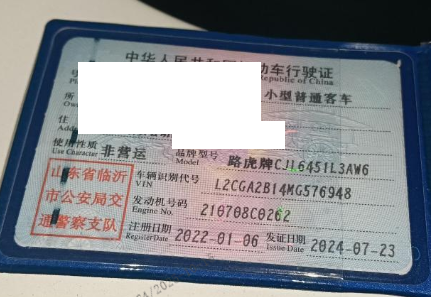 中华人民共和国机动车行驶证
Republic of China
所
小型普通客车
住
使用性质
Use Character
非营运
品牌型号
Model
路虎牌CJL6451L3AW6
山东省临沂
市公安局交
通警察支队
车辆识别代号
VIN
L2CGA2B14MG576948
发动机号码
Engine No.
210708C0262
注册日期
Register Date
2022-01-06
发证日期
Issue Date
2024-07-23